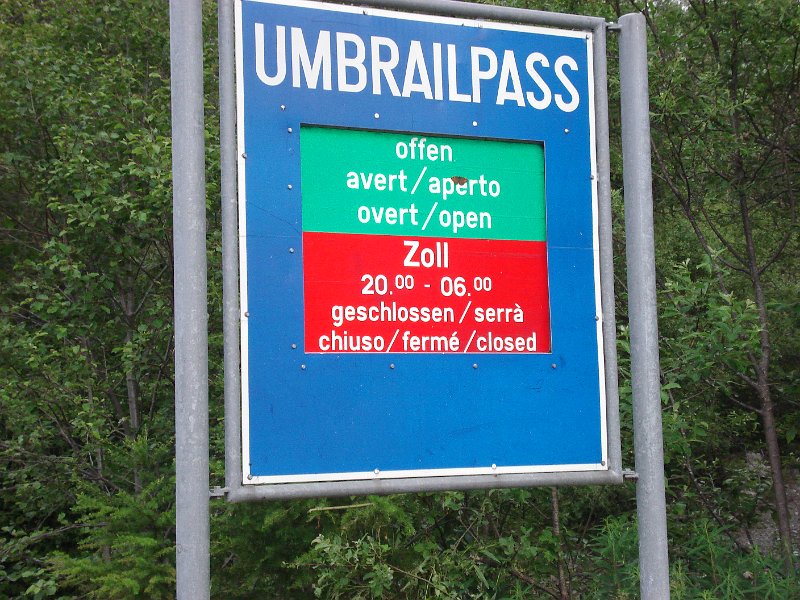 UMBRAILPASS
offen
avert/aperto
overt/open
Zoll
20.00 - 06.00
geschlossen/serrà
chiuso/fermé/closed